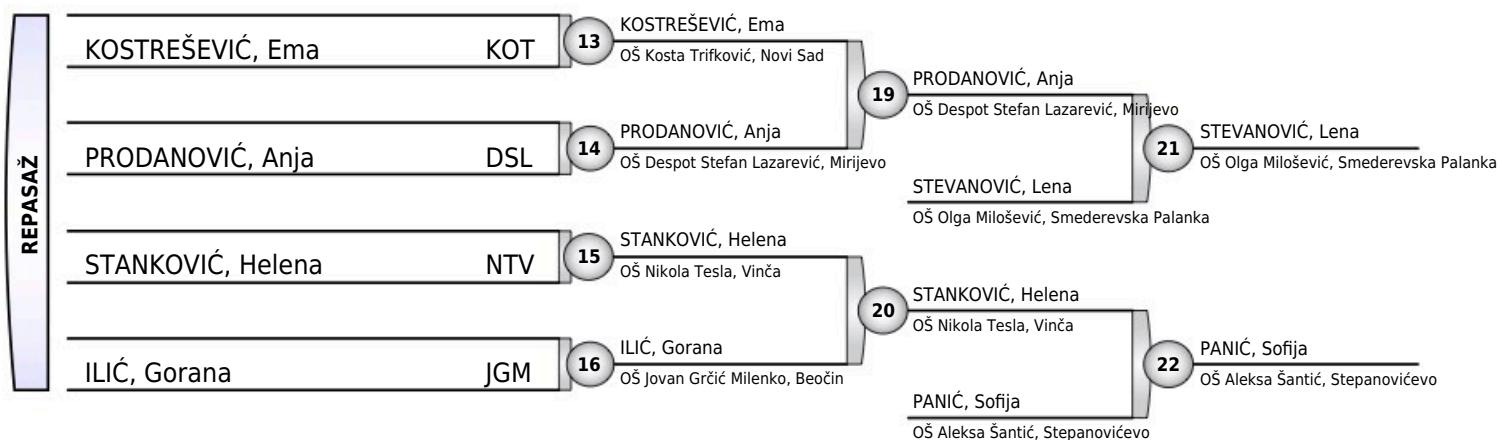 REPASAŽ
KOSTREŠEVIĆ, Ema KOT
PRODANOVIĆ, Anja DSL
STANKOVIĆ, Helena NTV
ILIĆ, Gorana JGM
13
KOSTREŠEVIĆ, Ema
OŠ Kosta Trifković, Novi Sad
14
PRODANOVIĆ, Anja
OŠ Despot Stefan Lazarević, Mirijevo
15
STANKOVIĆ, Helena
OŠ Nikola Tesla, Vinča
16
ILIĆ, Gorana
OŠ Jovan Grčić Milenko, Beočin
19
PRODANOVIĆ, Anja
OŠ Despot Stefan Lazarević, Mirijevo
STEVANOVIĆ, Lena
OŠ Olga Milošević, Smederevska Palanka
20
STANKOVIĆ, Helena
OŠ Nikola Tesla, Vinča
PANIĆ, Sofija
OŠ Aleksa Šantić, Stepanovićevo
21
STEVANOVIĆ, Lena
OŠ Olga Milošević, Smederevska Palanka
22
PANIĆ, Sofija
OŠ Aleksa Šantić, Stepanovićevo